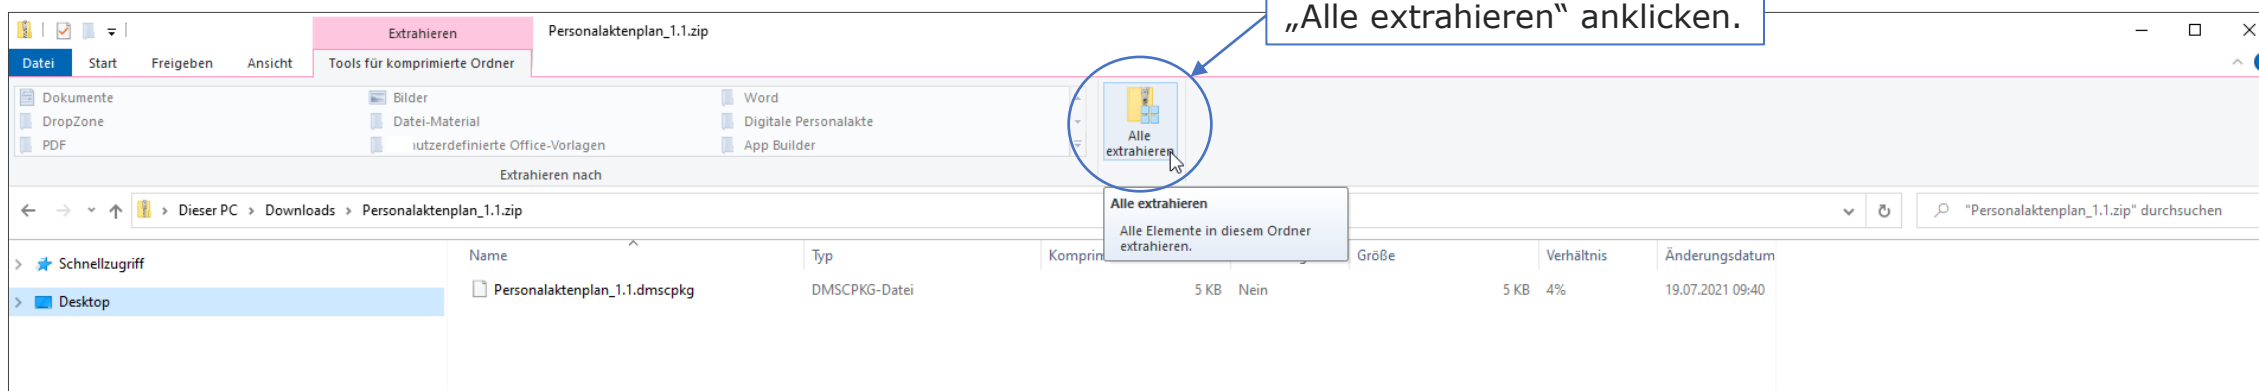 „Alle extrahieren“ anklicken.
Extrahieren
Personalaktenplan_1.1.zip
Datei
Start
Freigeben
Ansicht
Tools für komprimierte Ordner
Dokumente
Bilder
Word
DropZone
Datei-Material
Digitale Personalakte
PDF
utzerdefinierte Office-Vorlagen
App Builder
Alle
extrahieren
Extrahieren nach
Dieser PC > Downloads > Personalaktenplan_1.1.zip
"Personalaktenplan_1.1.zip" durchsuchen
Alle extrahieren
Alle Elemente in diesem Ordner
extrahieren.
Schnellzugriff
Desktop
Name
Typ
Größe
Verhältnis
Änderungsdatum
Personalaktenplan_1.1.dmscpkg
DMSCPKG-Datei
5 KB
Nein
5 KB
4%
19.07.2021 09:40